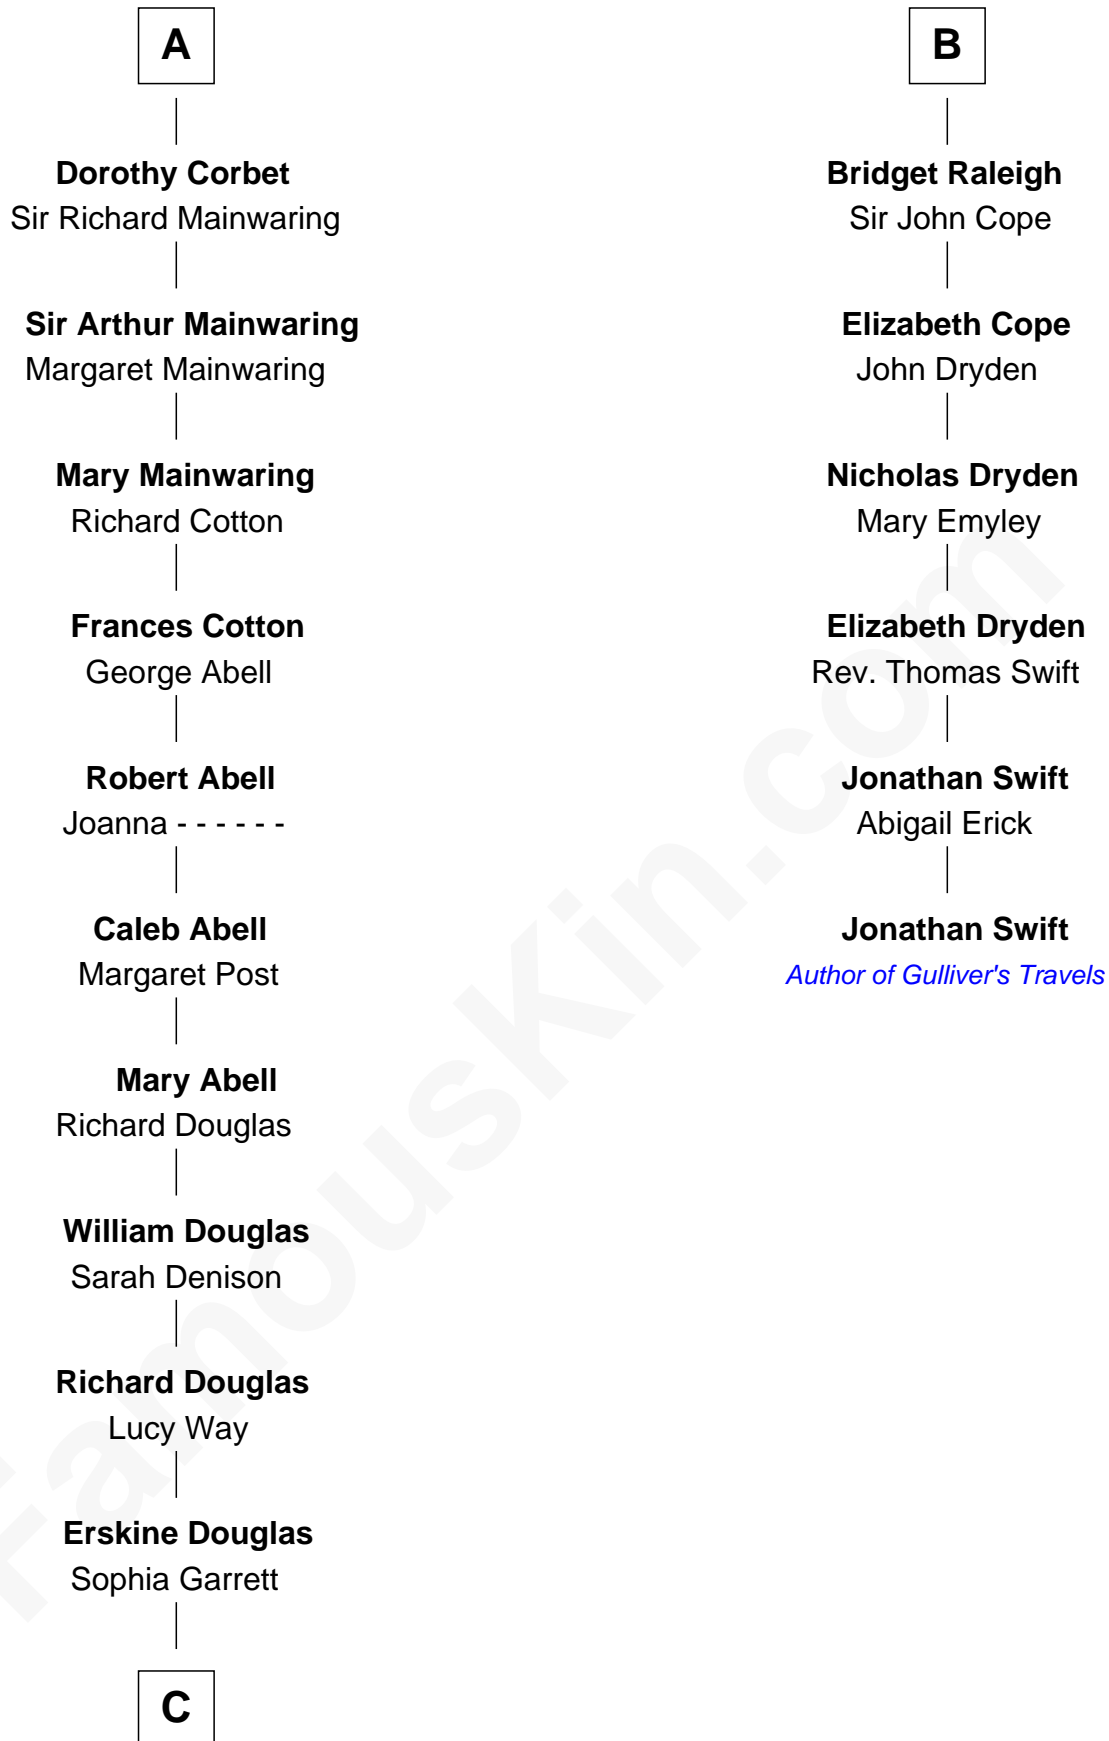 A
Dorothy Corbet
Sir Richard Mainwaring
Sir Arthur Mainwaring
Margaret Mainwaring
Mary Mainwaring
Richard Cotton
Frances Cotton
George Abell
Robert Abell
Joanna - - - - - -
Caleb Abell
Margaret Post
Mary Abell
Richard Douglas
William Douglas
Sarah Denison
Richard Douglas
Lucy Way
Erskine Douglas
Sophia Garrett
C
B
Bridget Raleigh
Sir John Cope
Elizabeth Cope
John Dryden
Nicholas Dryden
Mary Emyley
Elizabeth Dryden
Rev. Thomas Swift
Jonathan Swift
Abigail Erick
Jonathan Swift
Author of Gulliver's Travels
FamousKin.com